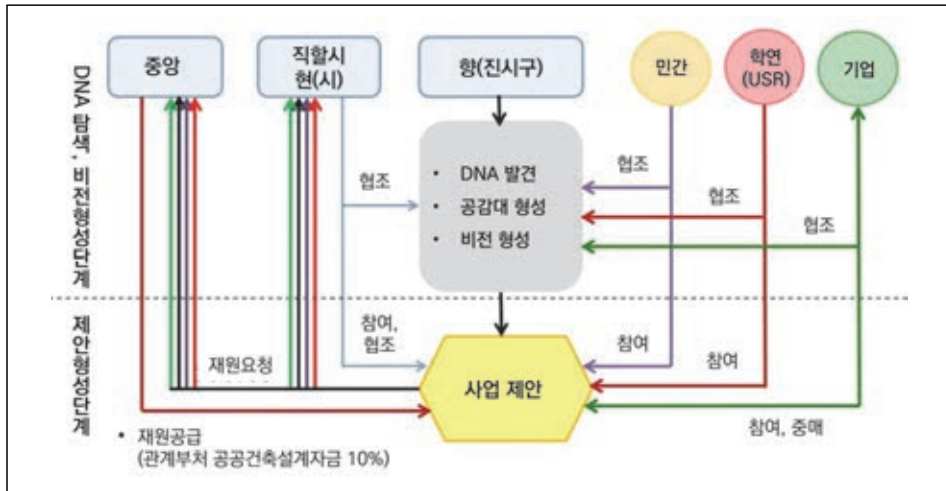 중앙
직할시
현(시)
향(진시구)
민간
학연
(USR)
기업
DNA 탐색, 비전형성단계
• DNA 발견
• 공감대 형성
• 비전 형성
협조
협조
협조
협조
제안형성단계
참여,
협조
참여
참여
재원요청
사업 제안
참여, 중매
• 재원공급
(관계부처 공공건축설계자금 10%)